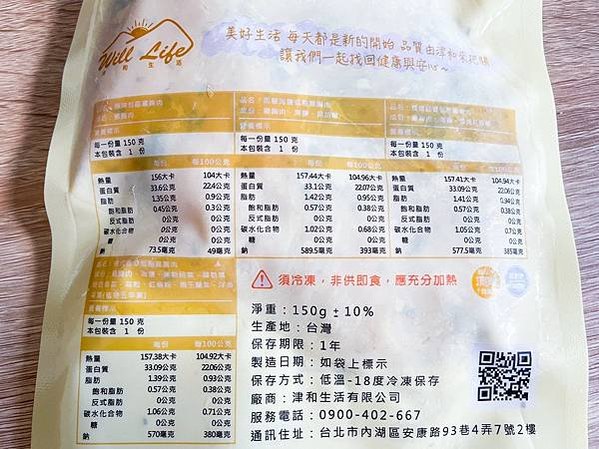 Will Life
美好生活 每天都是新的開始 品質由津和來把關
讓我們一起找回健康與安心~
營養標示
每一份量 150 克
本包裝含 1 份
每份 每100公克
熱量 156大卡 104大卡
蛋白質 33.6公克 22.4公克
脂肪 1.35公克 0.9公克
飽和脂肪 0.45公克 0.3公克
反式脂肪 0公克 0公克
碳水化合物 0公克 0公克
糖 0公克 0公克
鈉 73.5毫克 49毫克
營養標示
每一份量 150 克
本包裝含 1 份
每份 每100公克
熱量 157.44大卡 104.96大卡
蛋白質 33.1公克 22.07公克
脂肪 1.42公克 0.95公克
飽和脂肪 0.57公克 0.38公克
反式脂肪 0公克 0公克
碳水化合物 1.02公克 0.68公克
糖 0公克 0公克
鈉 589.5毫克 393毫克
營養標示
每一份量 150 克
本包裝含 1 份
每份 每100公克
熱量 157.41大卡 104.94大卡
蛋白質 33.09公克 22.06公克
脂肪 1.41公克 0.94公克
飽和脂肪 0.57公克 0.38公克
反式脂肪 0公克 0公克
碳水化合物 1.05公克 0.7公克
糖 0公克 0公克
鈉 577.5毫克 385毫克
每一份量 150 克
本包裝含 1 份
每份 每100公克
熱量 157.38大卡 104.92大卡
蛋白質 33.09公克 22.06公克
脂肪 1.39公克 0.93公克
飽和脂肪 0.57公克 0.38公克
反式脂肪 0公克 0公克
碳水化合物 1.06公克 0.71公克
糖 0公克 0公克
鈉 570毫克 380毫克
須冷凍，非供即食，應充分加熱
淨重：150g ± 10%
生產地：台灣
保存期限：1年
製造日期：如袋上標示
保存方式：低溫-18度冷凍保存
廠商：津和生活有限公司
服務電話：0900-402-667
通訊住址：台北市內湖區安康路93巷4弄7號2樓